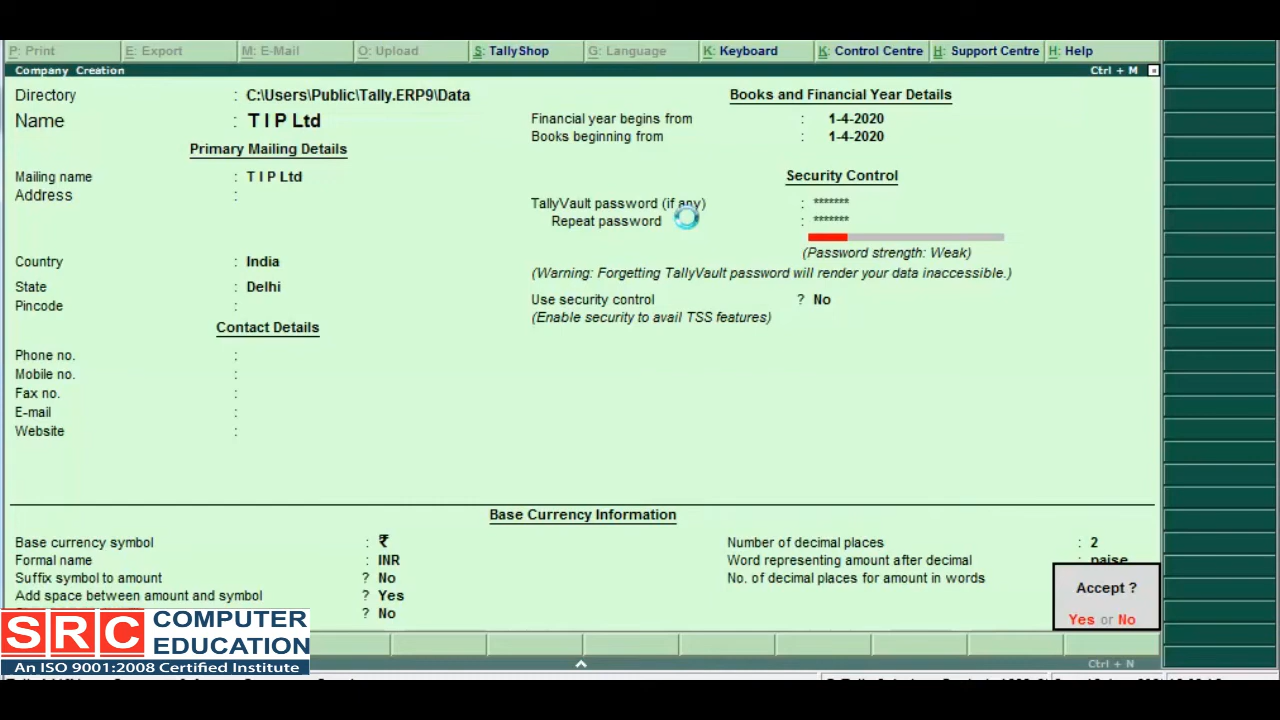 P: Print E: Export M: E-Mail O: Upload S: TallyShop G: Language K: Keyboard K: Control Centre H: Support Centre H: Help
Company Creation Ctrl + M
Directory : C:\Users\Public\Tally.ERP9\Data
Name : T I P Ltd
Primary Mailing Details
Mailing name : T I P Ltd
Address :
Country : India
State : Delhi
Pincode :
Contact Details
Phone no. :
Mobile no. :
Fax no. :
E-mail :
Website :
Books and Financial Year Details
Financial year begins from : 1-4-2020
Books beginning from : 1-4-2020
Security Control
TallyVault password (if any) : *******
Repeat password : *******
(Password strength: Weak)
(Warning: Forgetting TallyVault password will render your data inaccessible.)
Use security control ? No
(Enable security to avail TSS features)
Base Currency Information
Base currency symbol : ₹
Formal name : INR
Suffix symbol to amount ? No
Add space between amount and symbol ? Yes
? No
Number of decimal places : 2
Word representing amount after decimal : paise
No. of decimal places for amount in words
Accept ?
Yes or No
SRC COMPUTER EDUCATION
An ISO 9001:2008 Certified Institute
Ctrl + N